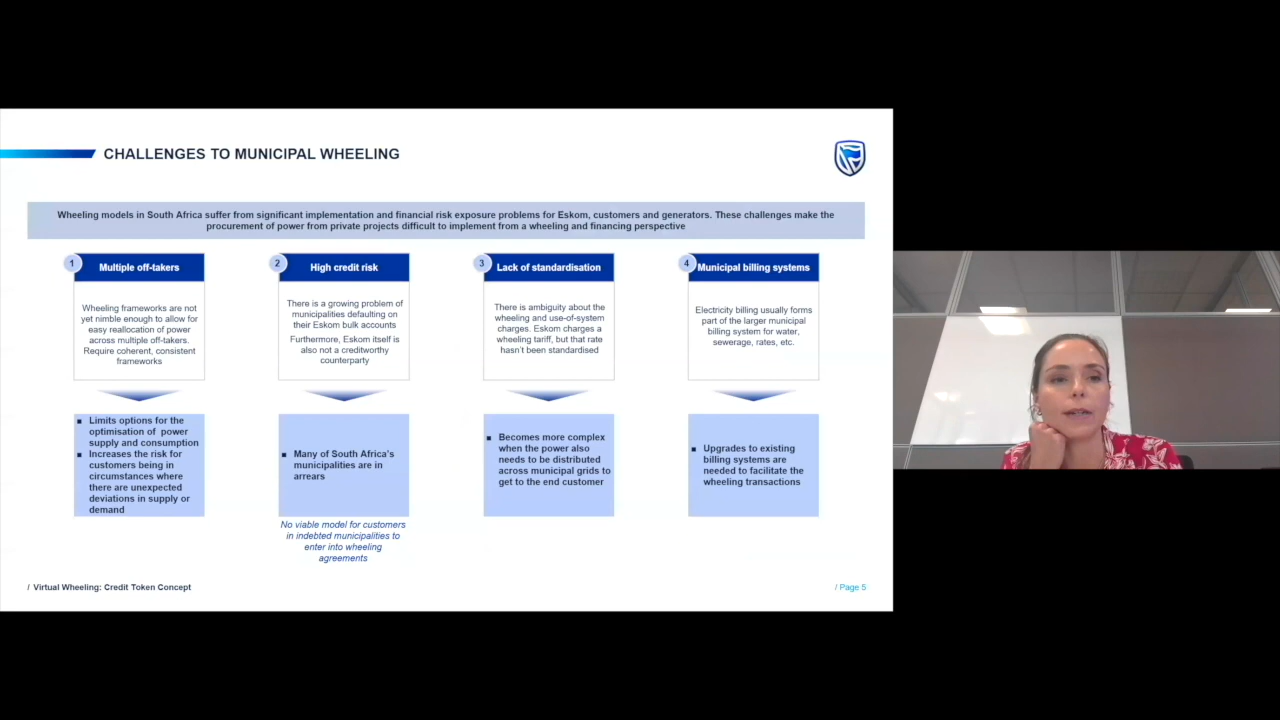 CHALLENGES TO MUNICIPAL WHEELING
Wheeling models in South Africa suffer from significant implementation and financial risk exposure problems for Eskom, customers and generators. These challenges make the
procurement of power from private projects difficult to implement from a wheeling and financing perspective
1
Multiple off-takers
Wheeling frameworks are not
yet nimble enough to allow for
easy reallocation of power
across multiple off-takers.
Require coherent, consistent
frameworks
■ Limits options for the
optimisation of power
supply and consumption
■ Increases the risk for
customers being in
circumstances where
there are unexpected
deviations in supply or
demand
2
High credit risk
There is a growing problem of
municipalities defaulting on
their Eskom bulk accounts
Furthermore, Eskom itself is
also not a creditworthy
counterparty
■ Many of South Africa's
municipalities are in
arrears
No viable model for customers
in indebted municipalities to
enter into wheeling
agreements
3
Lack of standardisation
There is ambiguity about the
wheeling and use-of-system
charges. Eskom charges a
wheeling tariff, but that rate
hasn't been standardised
■ Becomes more complex
when the power also
needs to be distributed
across municipal grids to
get to the end customer
4
Municipal billing systems
Electricity billing usually forms
part of the larger municipal
billing system for water,
sewerage, rates, etc.
■ Upgrades to existing
billing systems are
needed to facilitate the
wheeling transactions
/ Virtual Wheeling: Credit Token Concept
/ Page 5